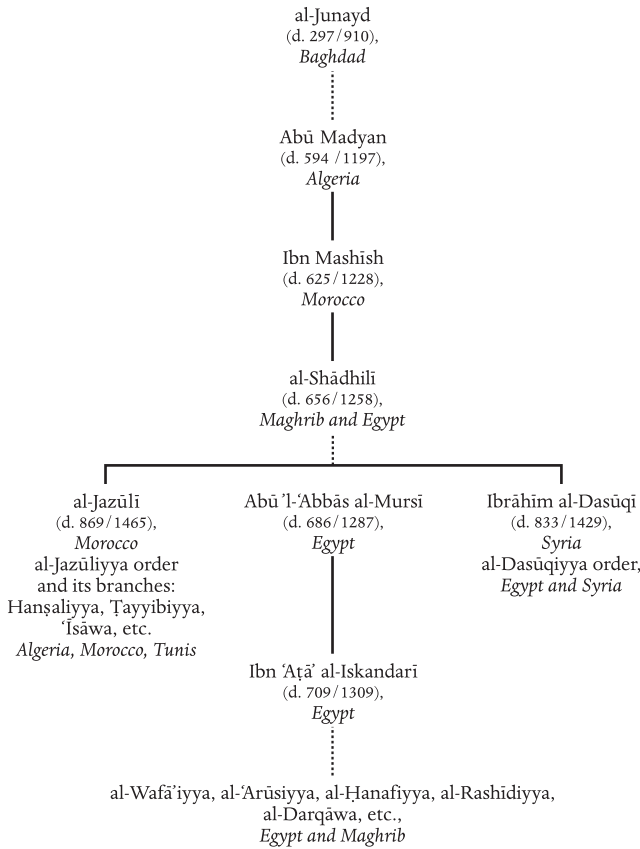 al-Junayd
(d. 297/910),
Baghdad
Abū Madyan
(d. 594 /1197),
Algeria
Ibn Mashīsh
(d. 625/1228),
Morocco
al-Shādhilī
(d. 656/1258),
Maghrib and Egypt
al-Jazūlī
(d. 869/1465),
Morocco
al-Jazūliyya order
and its branches:
Hanṣaliyya, Ṭayyibiyya,
ʿĪsāwa, etc.
Algeria, Morocco, Tunis
Abū ’l-ʿAbbās al-Mursī
(d. 686/1287),
Egypt
Ibrāhīm al-Dasūqī
(d. 833/1429),
Syria
al-Dasūqiyya order,
Egypt and Syria
Ibn ʿAṭāʾ al-Iskandarī
(d. 709/1309),
Egypt
al-Wafāʾiyya, al-ʿArūsiyya, al-Ḥanafiyya, al-Rashīdiyya,
al-Darqāwa, etc.,
Egypt and Maghrib